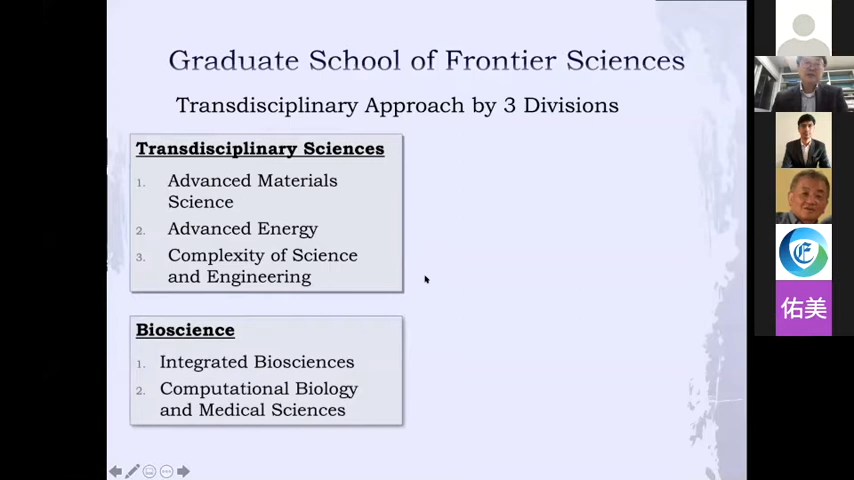 Graduate School of Frontier Sciences
Transdisciplinary Approach by 3 Divisions
Transdisciplinary Sciences
1. Advanced Materials
Science
2. Advanced Energy
3. Complexity of Science
and Engineering
Bioscience
1. Integrated Biosciences
2. Computational Biology
and Medical Sciences
佑美